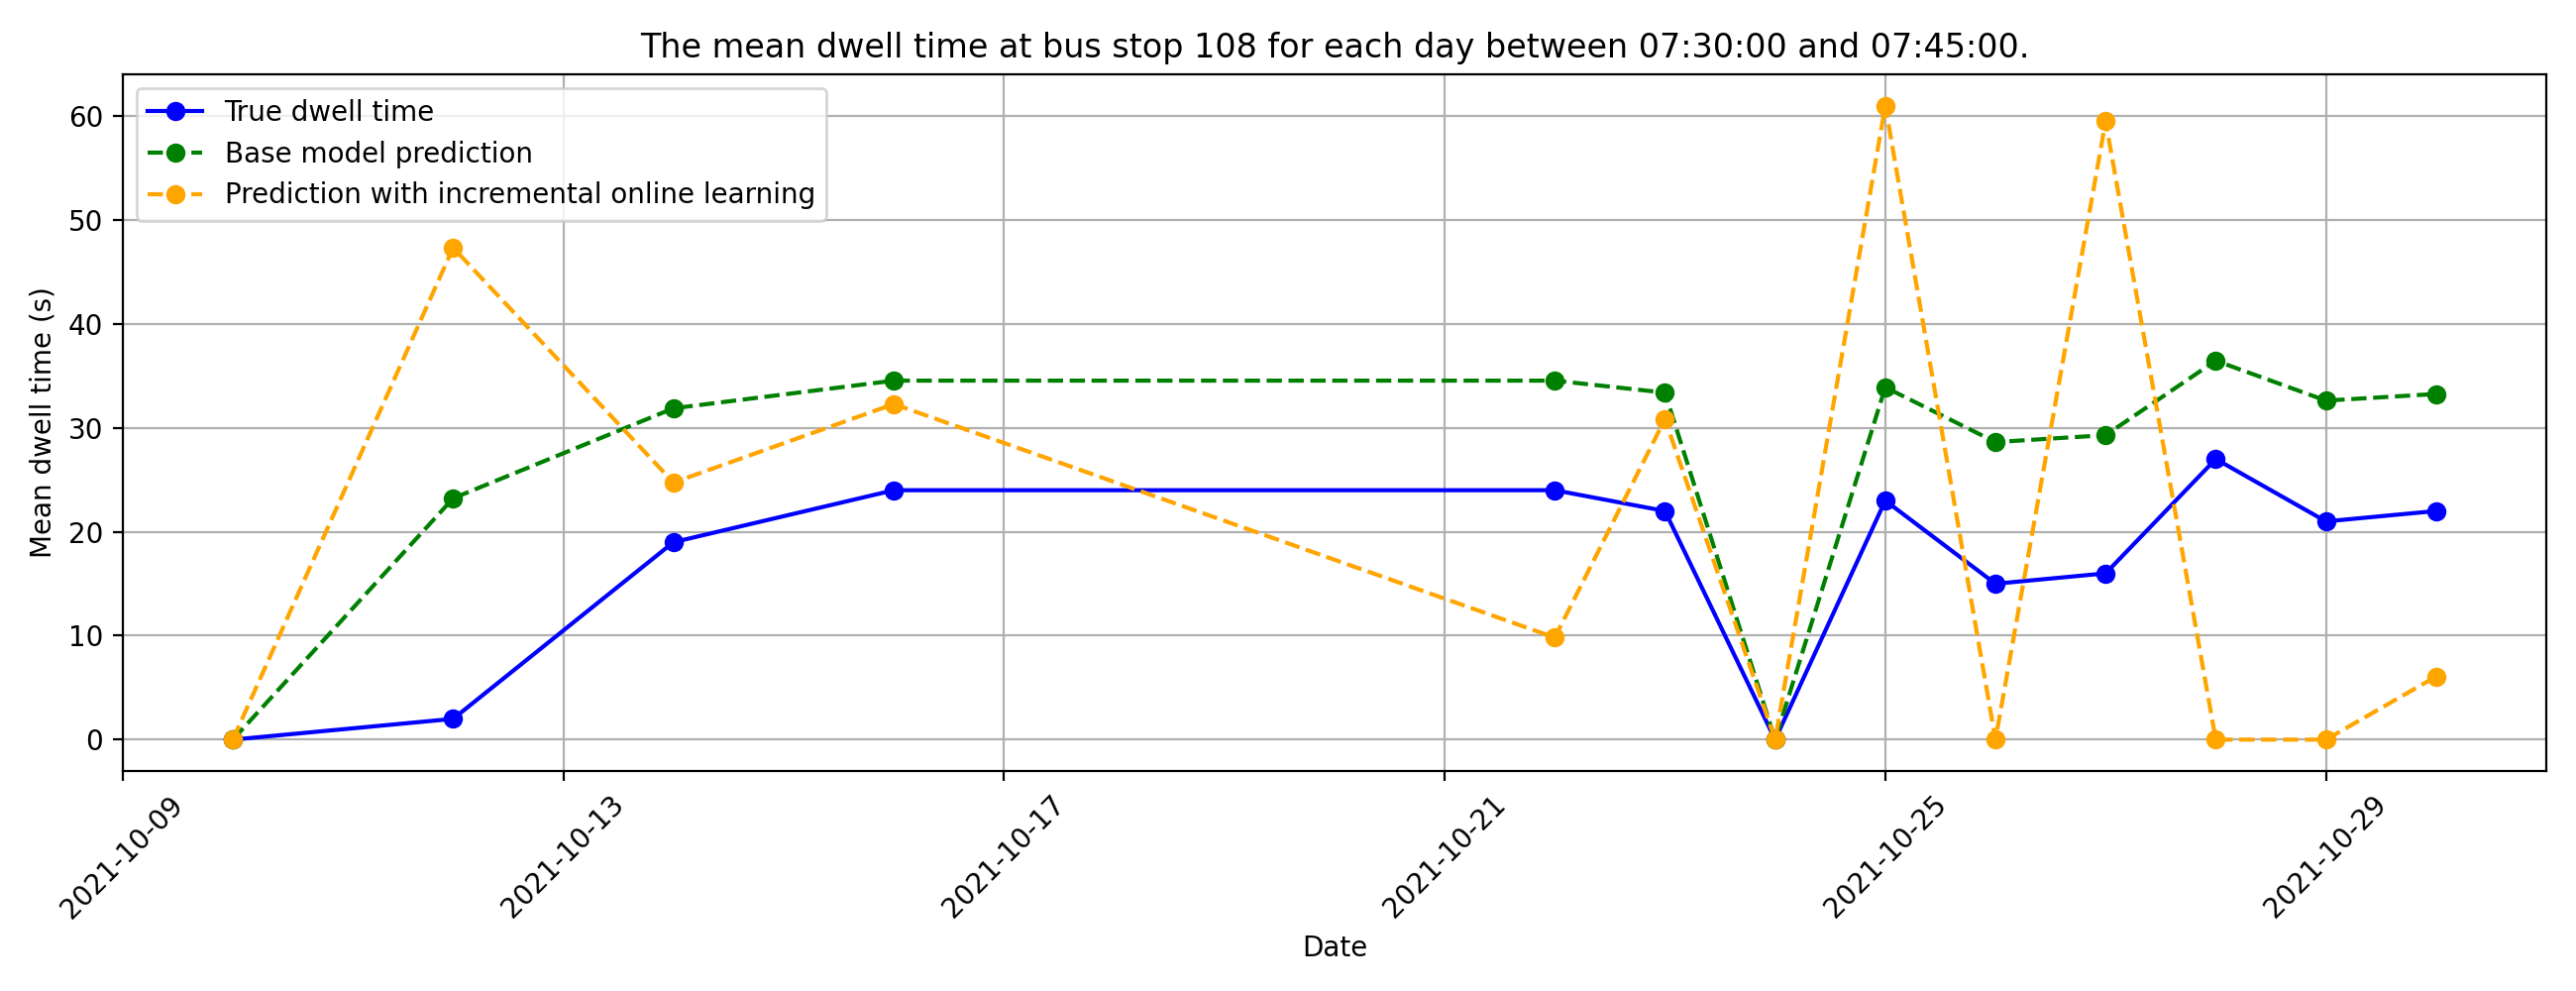 The mean dwell time at bus stop 108 for each day between 07:30:00 and 07:45:00.
True dwell time
Base model prediction
Prediction with incremental online learning
Mean dwell time (s)
60
50
40
30
20
10
0
2021-10-09
2021-10-13
2021-10-17
2021-10-21
2021-10-25
2021-10-29
Date